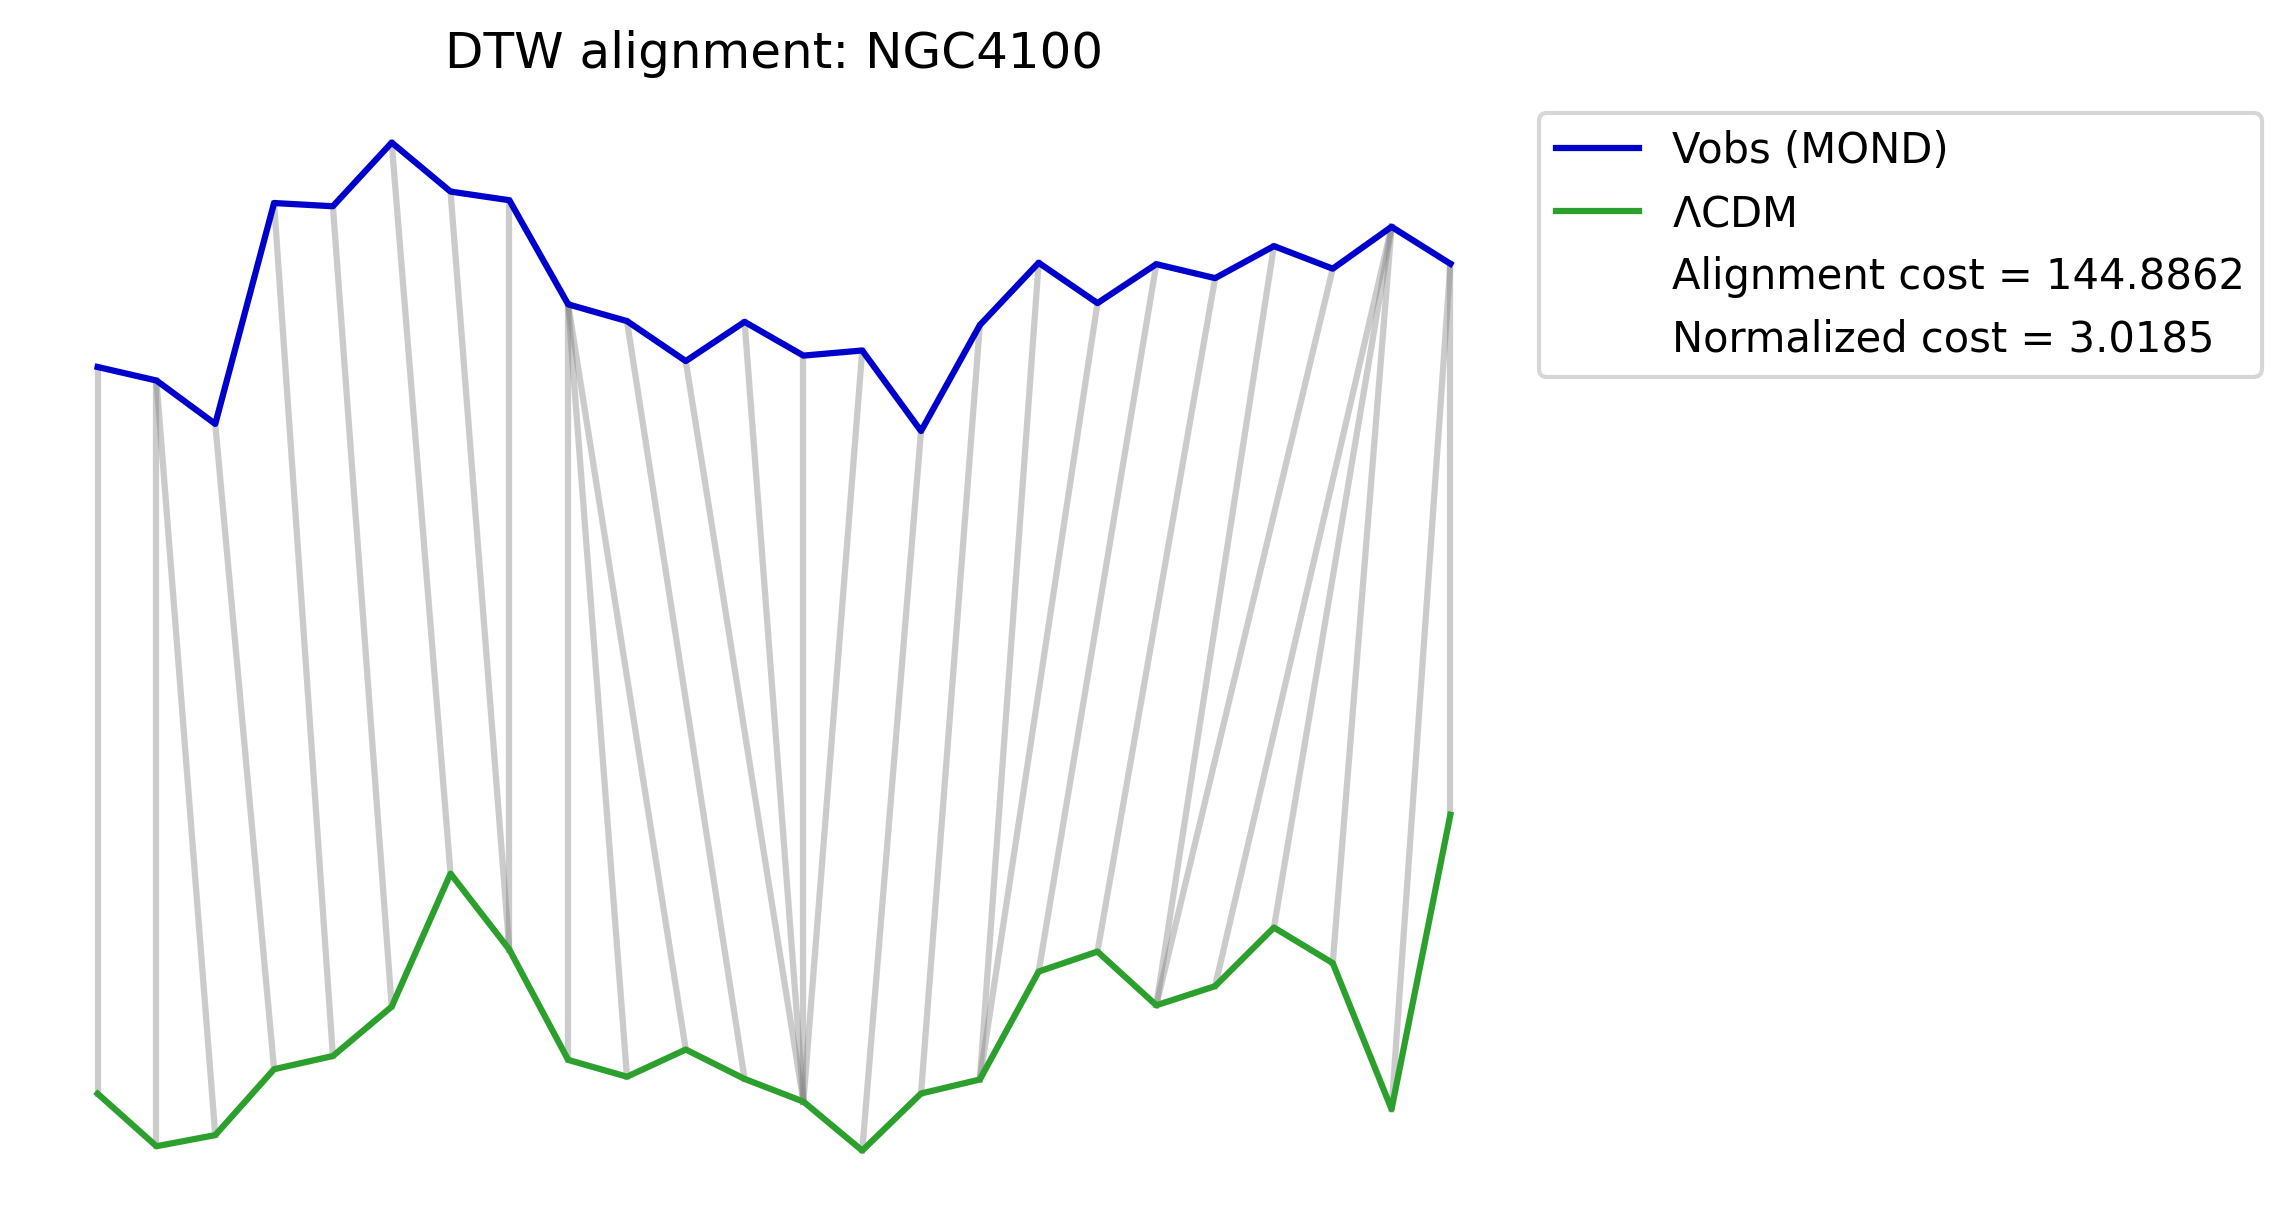 DTW alignment: NGC4100
Vobs (MOND)
ΛCDM
Alignment cost = 144.8862
Normalized cost = 3.0185